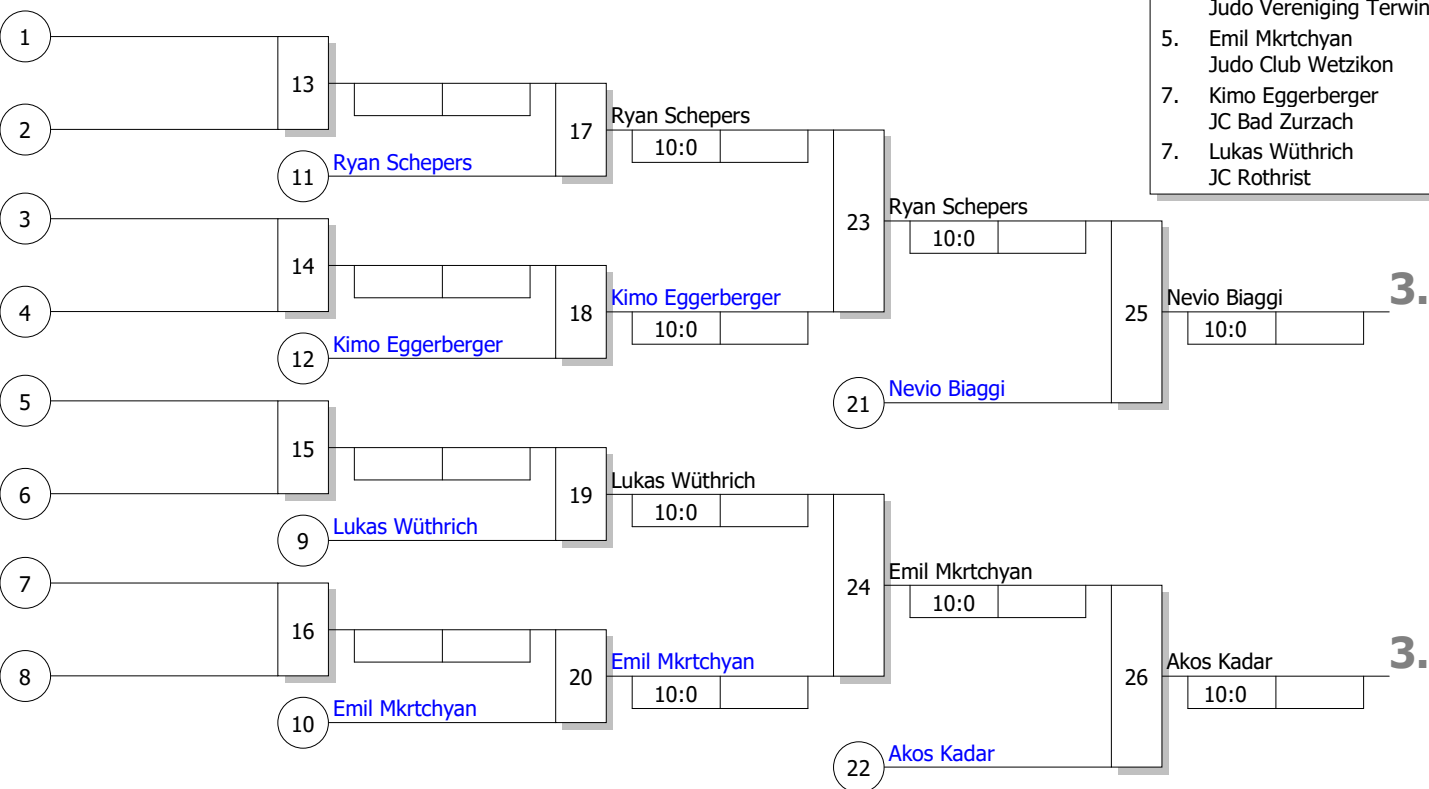 Judo Vereniging Terwin
5. Emil Mkrtchyan
Judo Club Wetzikon
7. Kimo Eggerberger
JC Bad Zurzach
7. Lukas Wüthrich
JC Rothrist
1
13
2
17
Ryan Schepers
10:0
11
Ryan Schepers
3
23
Ryan Schepers
10:0
14
4
18
Kimo Eggerberger
10:0
25
Nevio Biaggi
3.
10:0
12
Kimo Eggerberger
5
21
Nevio Biaggi
15
6
19
Lukas Wüthrich
10:0
9
Lukas Wüthrich
7
24
Emil Mkrtchyan
10:0
16
8
20
Emil Mkrtchyan
10:0
26
Akos Kadar
3.
10:0
10
Emil Mkrtchyan
22
Akos Kadar